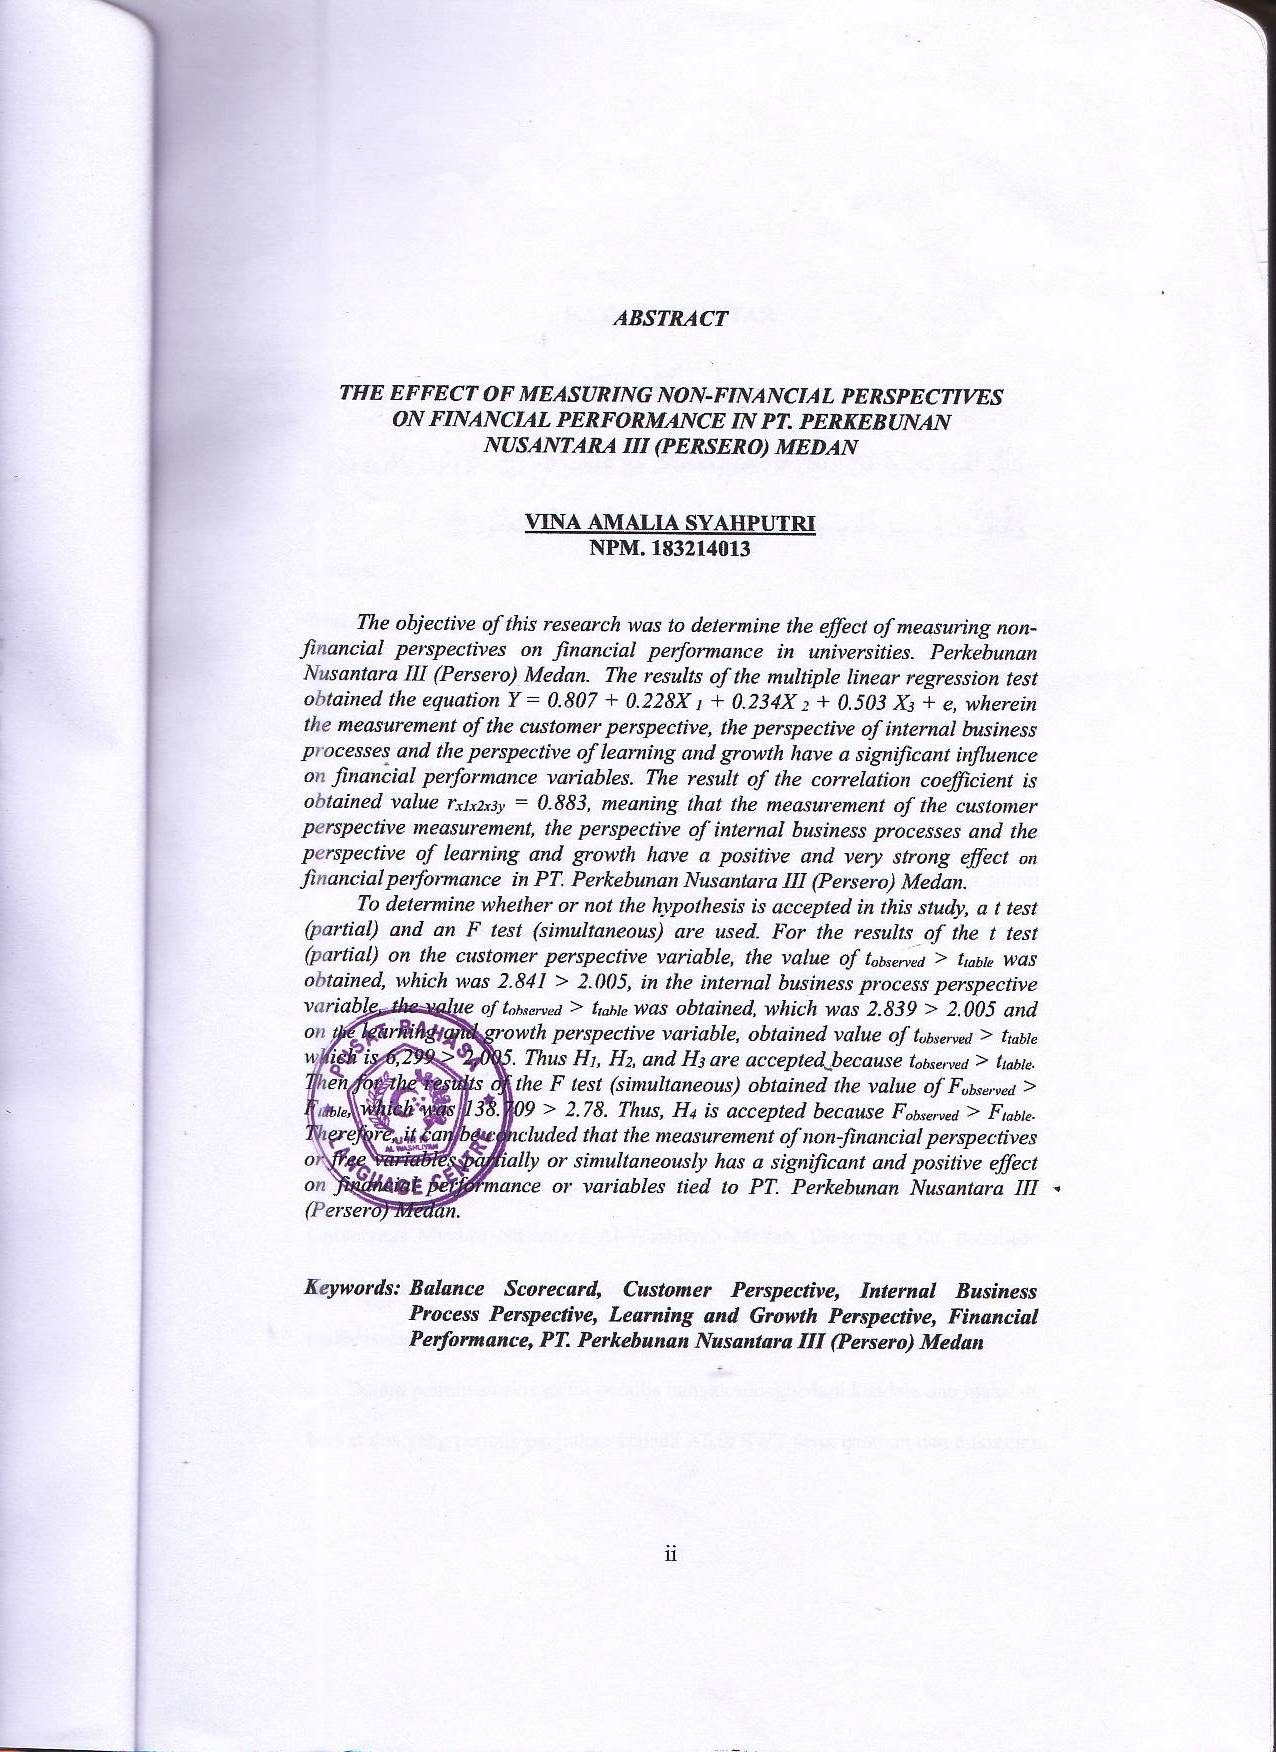 ABSTRACT
THE EFFECT OF MEASURING NON-FINANCIAL PERSPECTIVES
ON FINANCIAL PERFORMANCE IN PT. PERKEBUNAN
NUSANTARA III (PERSERO) MEDAN
VINA AMALIA SYAHPUTRI
NPM. 183214013
The objective of this research was to determine the effect of measuring non-
financial perspectives on financial performance in universities. Perkebunan
Nusantara III (Persero) Medan. The results of the multiple linear regression test
obtained the equation Y = 0.807 + 0.228X 1 + 0.234X 2 + 0.503 X3 + e, wherein
the measurement of the customer perspective, the perspective of internal business
processes and the perspective of learning and growth have a significant influence
on financial performance variables. The result of the correlation coefficient is
obtained value rx1x2x3y = 0.883, meaning that the measurement of the customer
perspective measurement, the perspective of internal business processes and the
perspective of learning and growth have a positive and very strong effect on
financial performance in PT. Perkebunan Nusantara III (Persero) Medan.
To determine whether or not the hypothesis is accepted in this study, a t test
(partial) and an F test (simultaneous) are used. For the results of the t test
(partial) on the customer perspective variable, the value of tobserved > ttable was
obtained, which was 2.841 > 2.005, in the internal business process perspective
variable, the value of tobserved > ttable was obtained, which was 2.839 > 2.005 and
on the learning and growth perspective variable, obtained value of tobserved > ttable
which is 6,299 > 2,005. Thus H1, H2, and H3 are accepted because tobserved > ttable.
Then for the results of the F test (simultaneous) obtained the value of Fobserved >
Ftable, which was 138.709 > 2.78. Thus, H4 is accepted because Fobserved > Ftable.
Therefore, it can be concluded that the measurement of non-financial perspectives
or free variables partially or simultaneously has a significant and positive effect
on financial performance or variables tied to PT. Perkebunan Nusantara III
(Persero) Medan.
PUSAT BAHASA
AL WASHLIYAH
LANGUAGE CENTRE
Keywords: Balance Scorecard, Customer Perspective, Internal Business
Process Perspective, Learning and Growth Perspective, Financial
Performance, PT. Perkebunan Nusantara III (Persero) Medan
ii